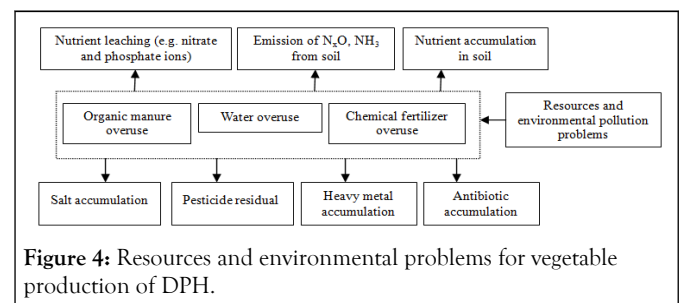 Nutrient leaching (e.g. nitrate
and phosphate ions)
Emission of NₓO, NH₃
from soil
Nutrient accumulation
in soil
Organic manure
overuse
Water overuse
Chemical fertilizer
overuse
Resources and
environmental pollution
problems
Salt accumulation
Pesticide residual
Heavy metal
accumulation
Antibiotic
accumulation
Figure 4: Resources and environmental problems for vegetable
production of DPH.